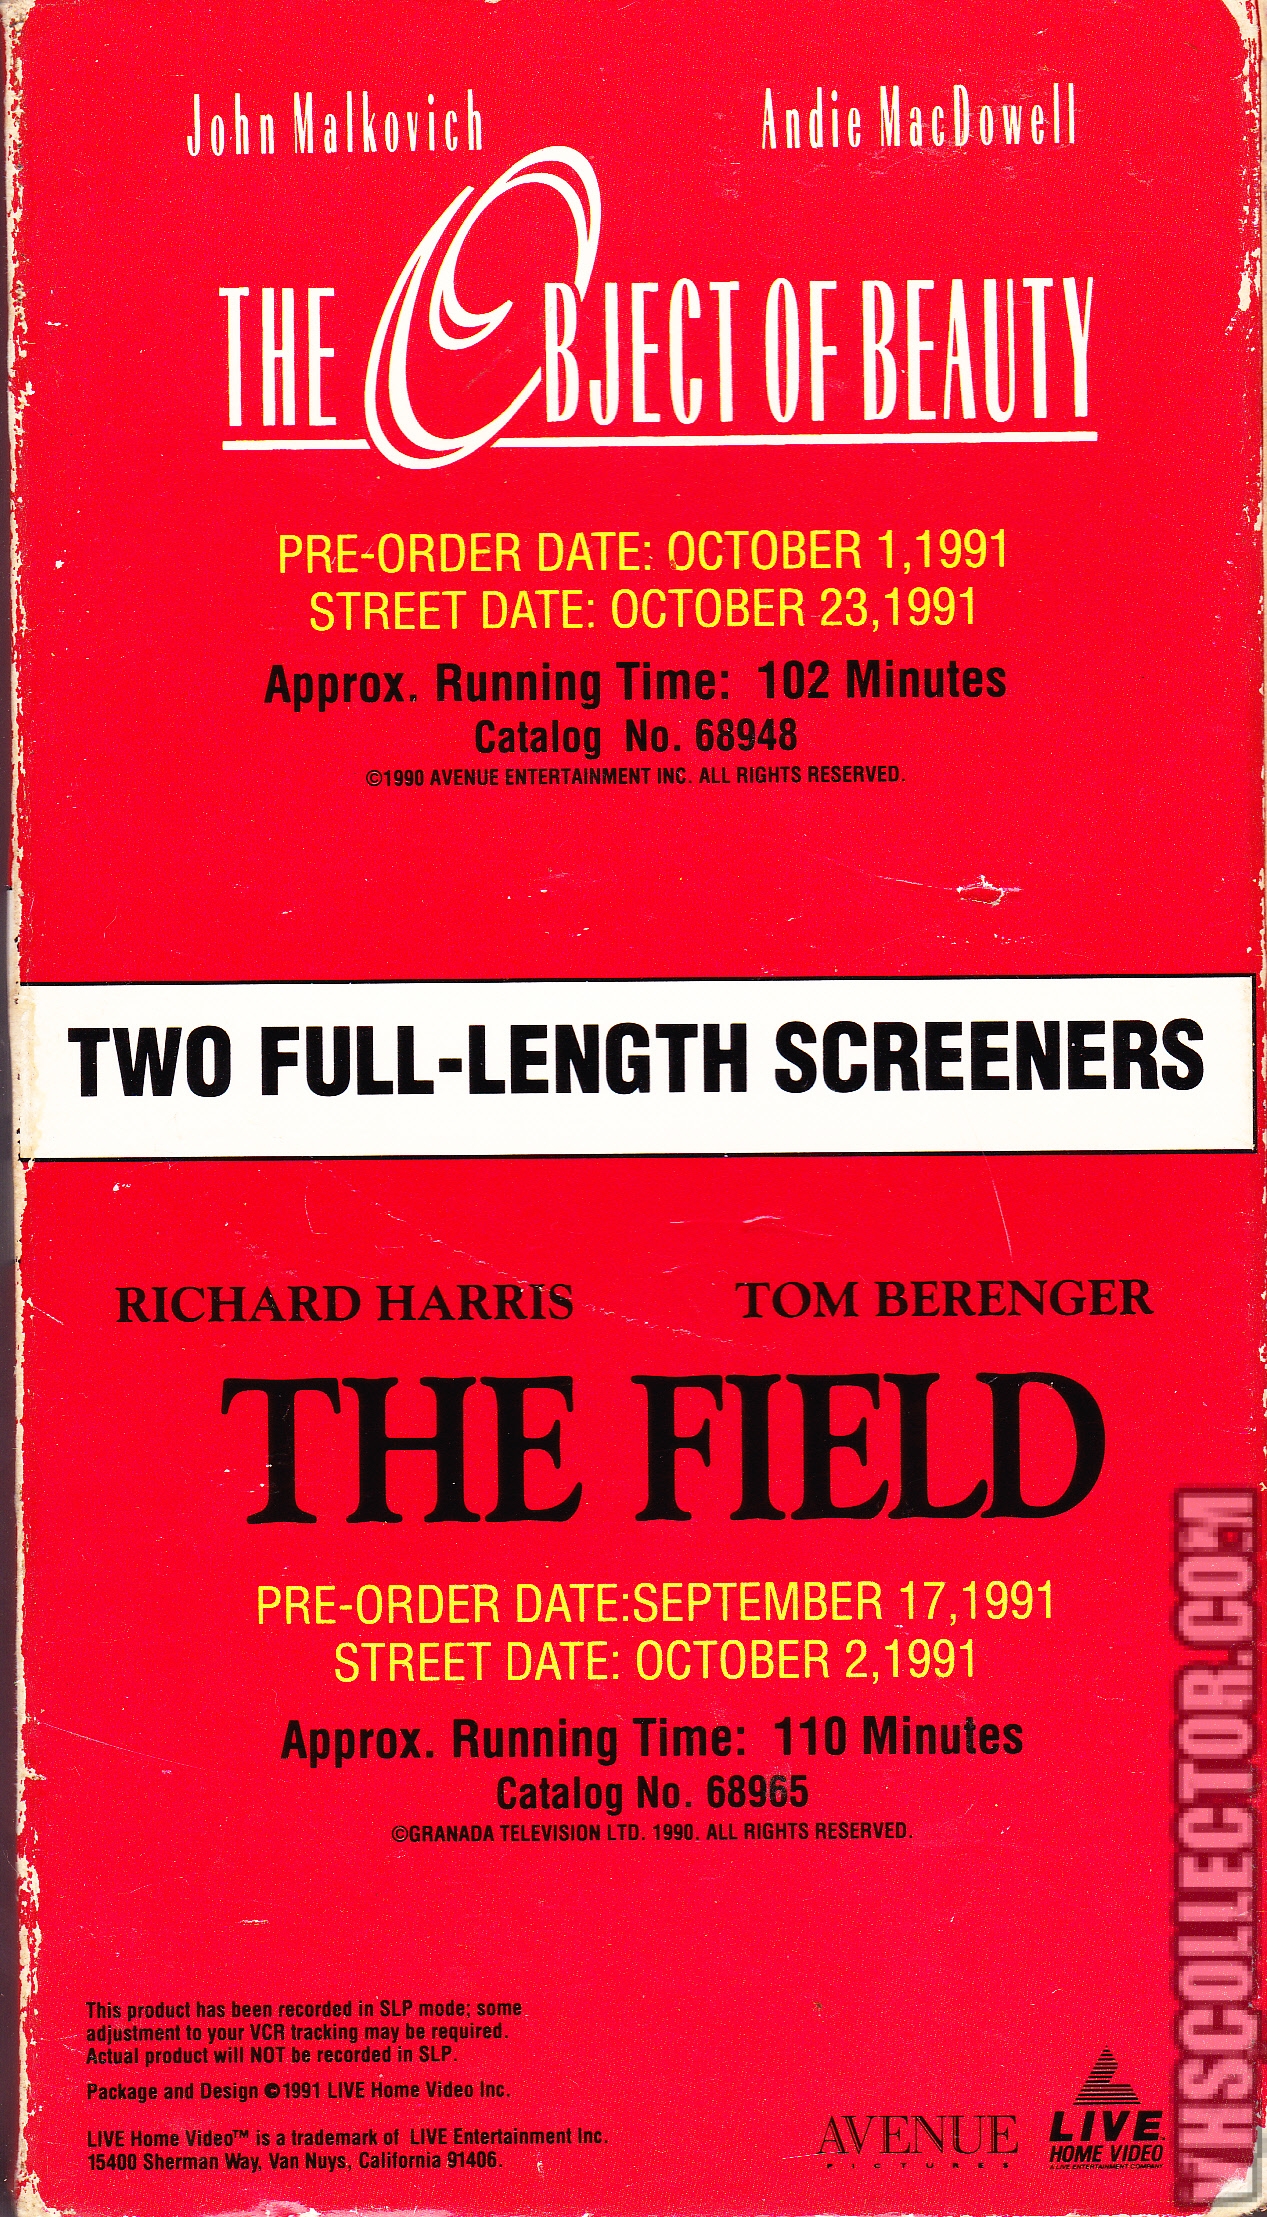 John Malkovich
Andie MacDowell
THE OBJECT OF BEAUTY
PRE-ORDER DATE: OCTOBER 1,1991
STREET DATE: OCTOBER 23,1991
Approx. Running Time: 102 Minutes
Catalog No. 68948
©1990 AVENUE ENTERTAINMENT INC. ALL RIGHTS RESERVED.
TWO FULL-LENGTH SCREENERS
RICHARD HARRIS
TOM BERENGER
THE FIELD
PRE-ORDER DATE:SEPTEMBER 17,1991
STREET DATE: OCTOBER 2,1991
Approx. Running Time: 110 Minutes
Catalog No. 68965
©GRANADA TELEVISION LTD. 1990. ALL RIGHTS RESERVED.
This product has been recorded in SLP mode; some
adjustment to your VCR tracking may be required.
Actual product will NOT be recorded in SLP.
Package and Design ©1991 LIVE Home Video Inc.
LIVE Home Video™ is a trademark of LIVE Entertainment Inc.
15400 Sherman Way, Van Nuys, California 91406.
AVENUE
PICTURES
LIVE
HOME VIDEO
A LIVE ENTERTAINMENT COMPANY
VHSCOLLECTOR.COM